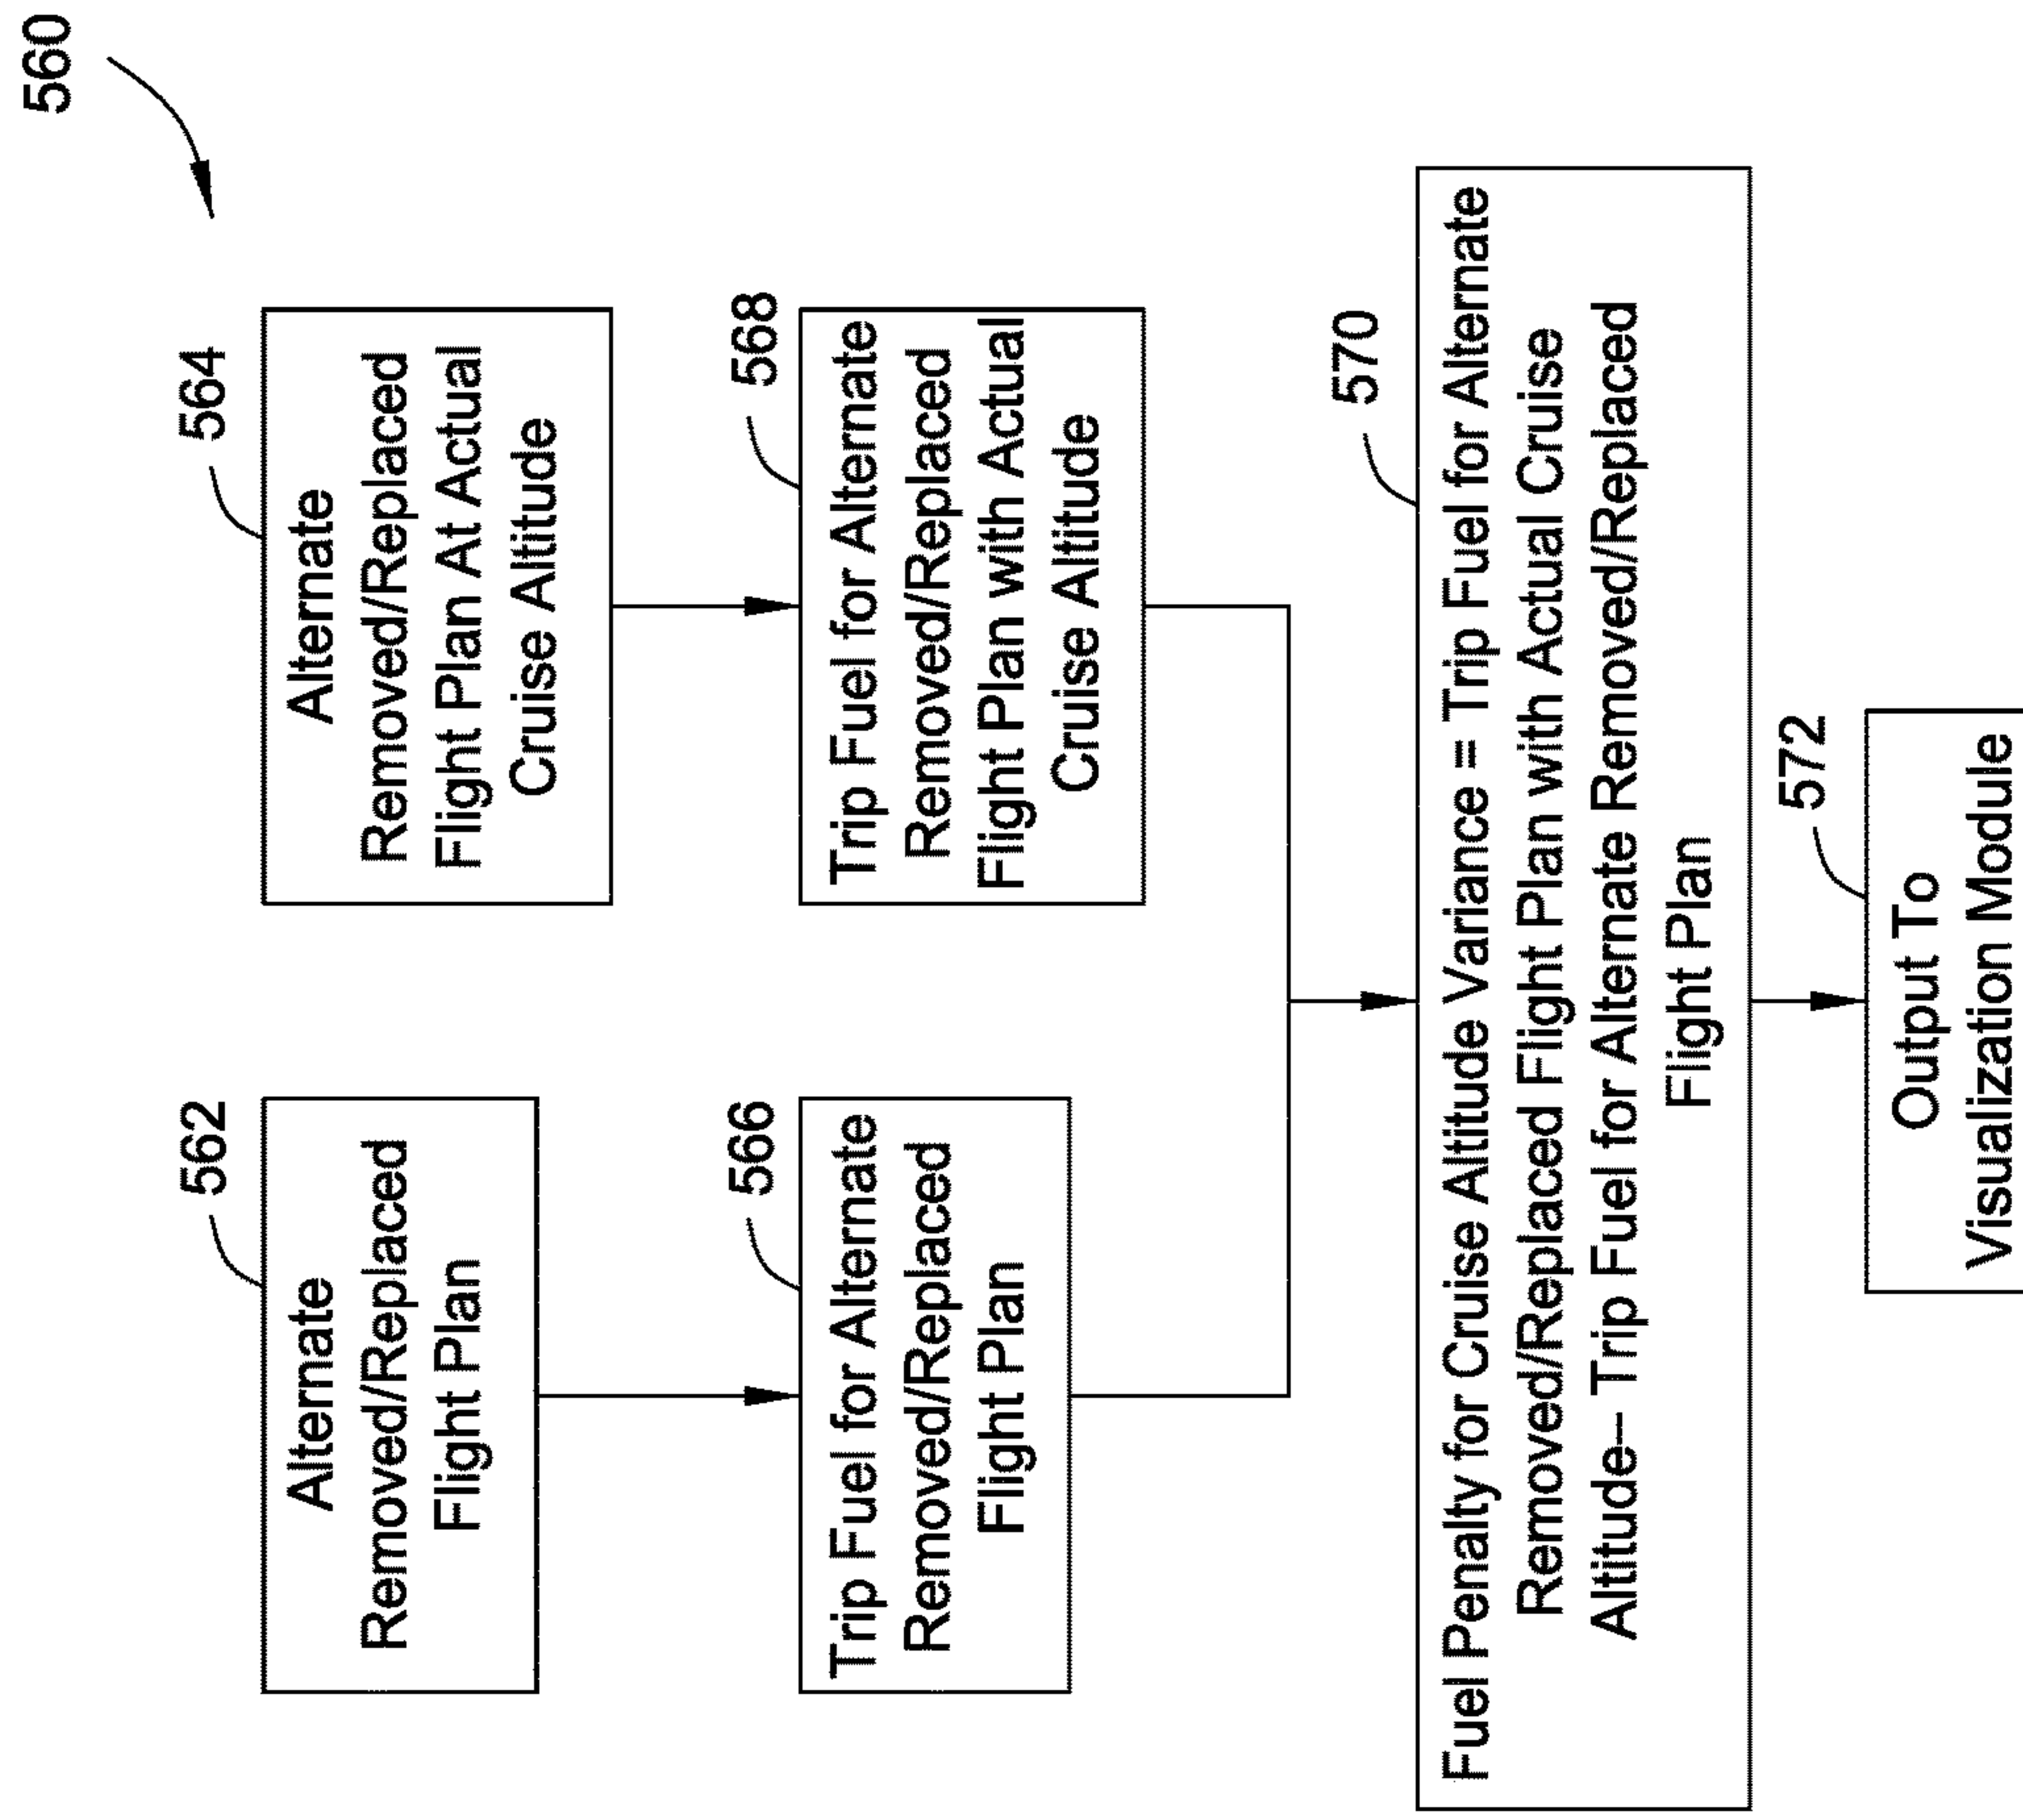 560
562
Alternate
Removed/Replaced
Flight Plan
564
Alternate
Removed/Replaced
Flight Plan At Actual
Cruise Altitude
566
Trip Fuel for Alternate
Removed/Replaced
Flight Plan
568
Trip Fuel for Alternate
Removed/Replaced
Flight Plan with Actual
Cruise Altitude
570
Fuel Penalty for Cruise Altitude Variance = Trip Fuel for Alternate
Removed/Replaced Flight Plan with Actual Cruise
Altitude– Trip Fuel for Alternate Removed/Replaced
Flight Plan
572
Output To
Visualization Module